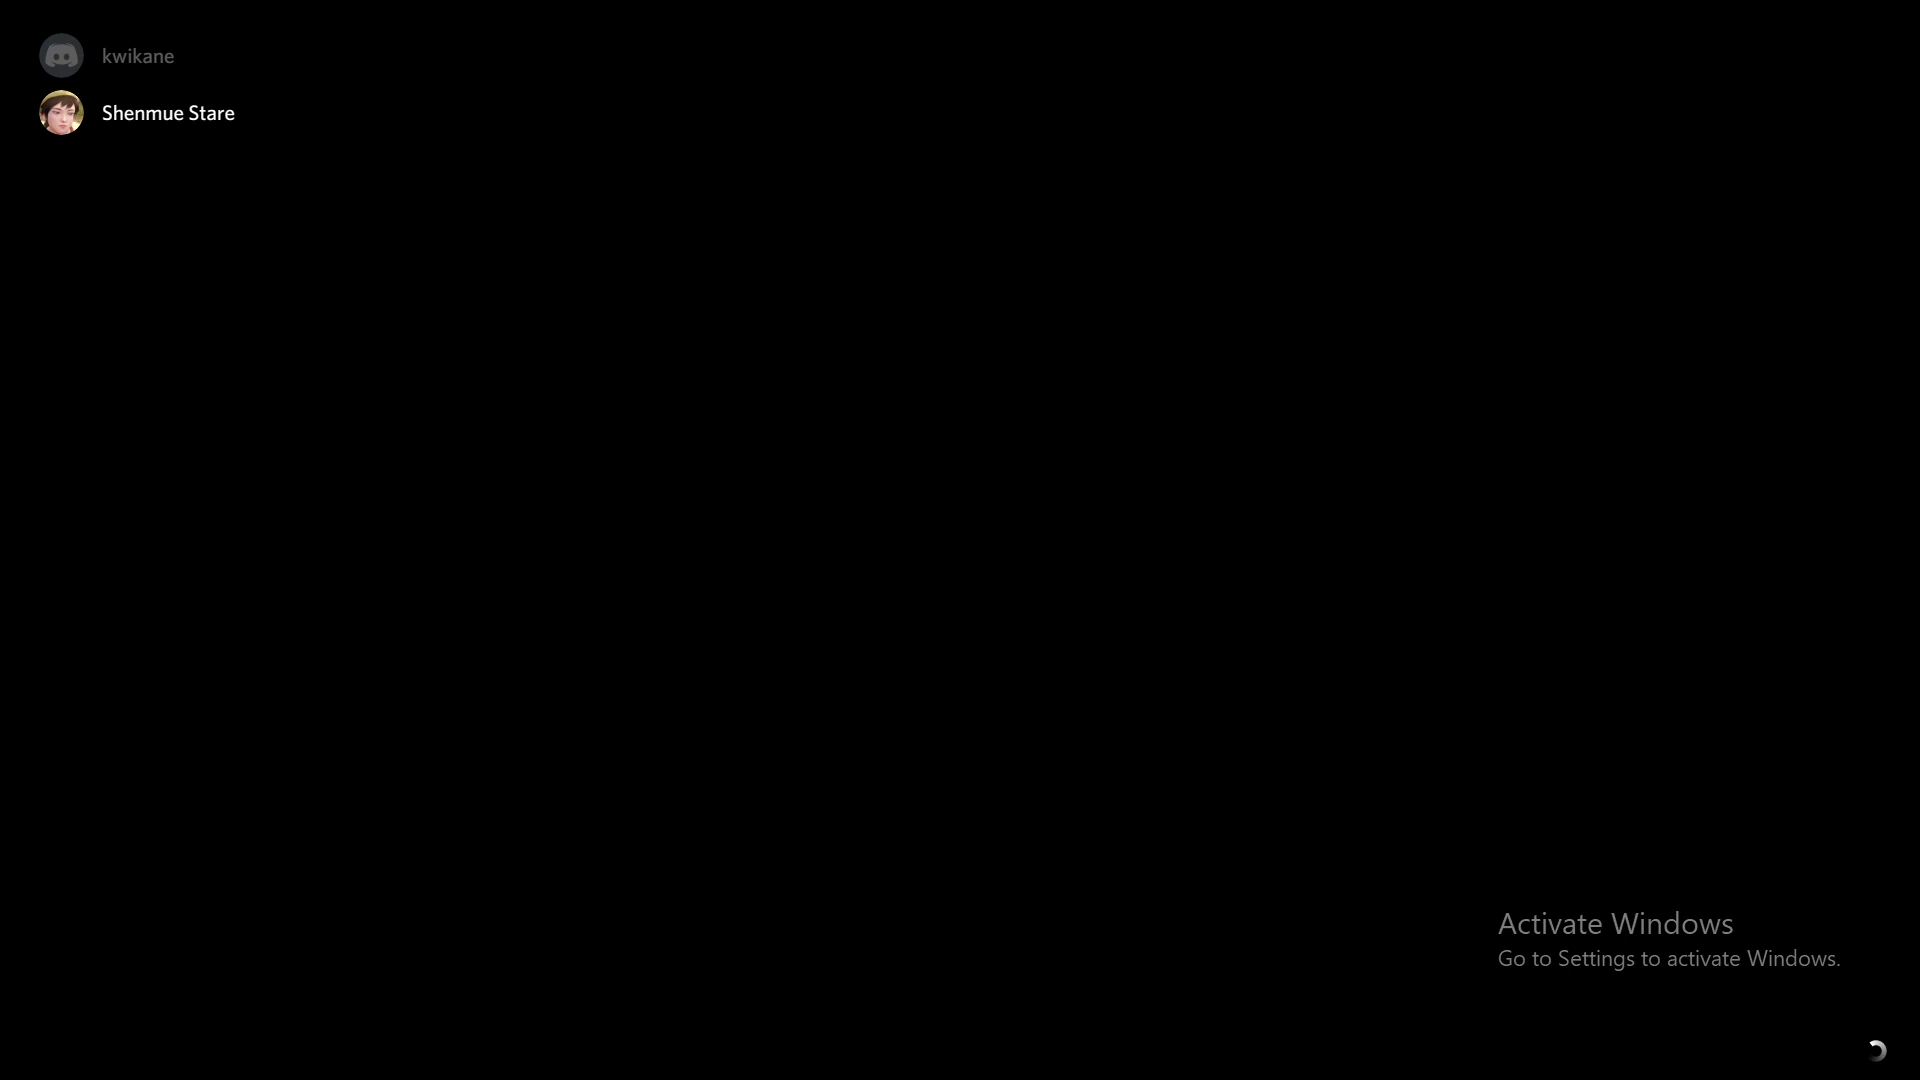 kwikane
Shenmue Stare
Activate Windows
Go to Settings to activate Windows.